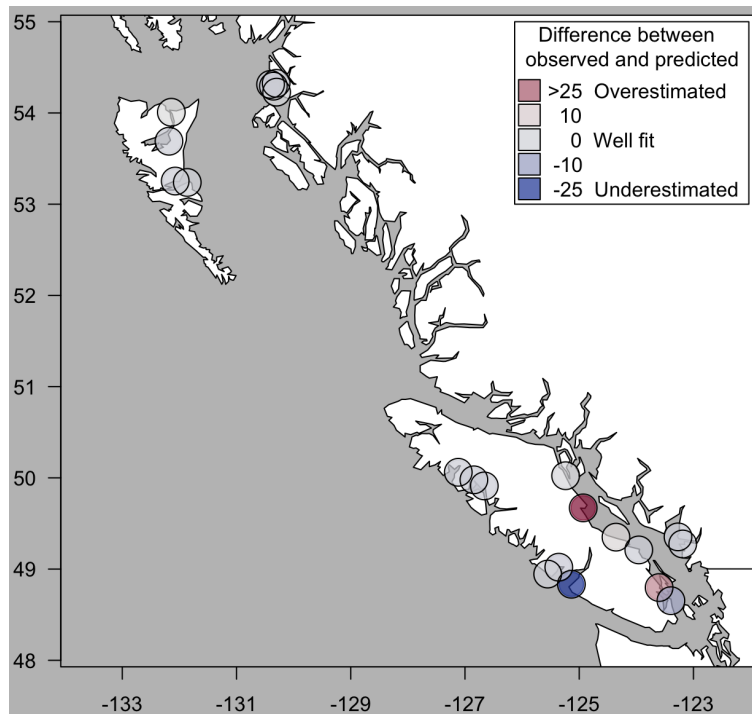 Difference between
observed and predicted
>25 Overestimated
10
0 Well fit
-10
-25 Underestimated
55
54
53
52
51
50
49
48
-133 -131 -129 -127 -125 -123